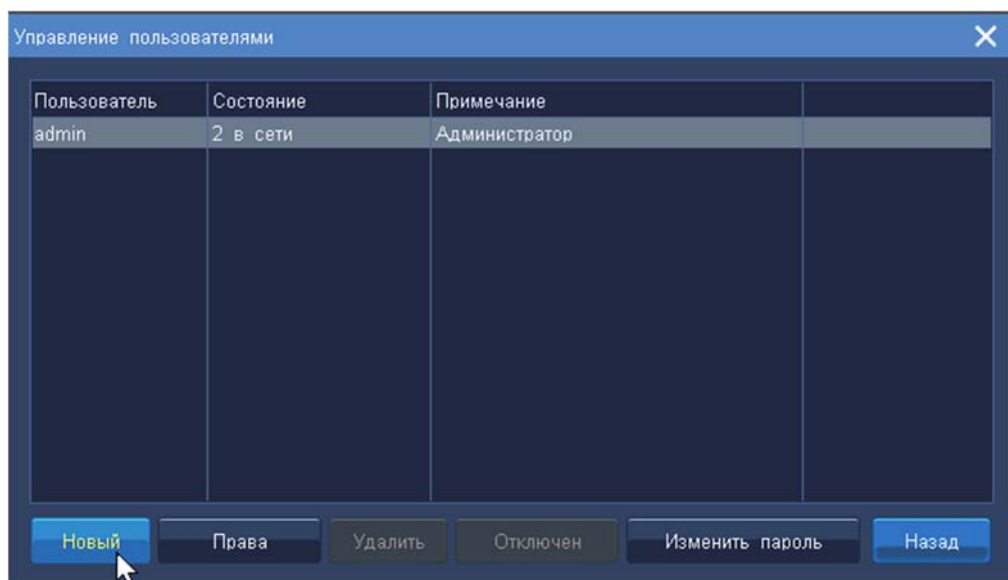 Управление пользователями
Пользователь Состояние Примечание
admin 2 в сети Администратор
Новый Права Удалить Отключен Изменить пароль Назад